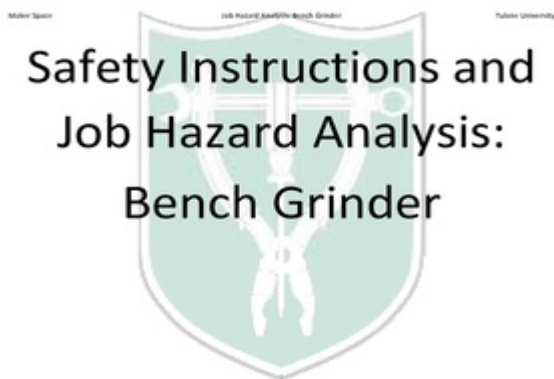 Maker Space Job Hazard Analysis: Bench Grinder Tulane University
Safety Instructions and
Job Hazard Analysis:
Bench Grinder